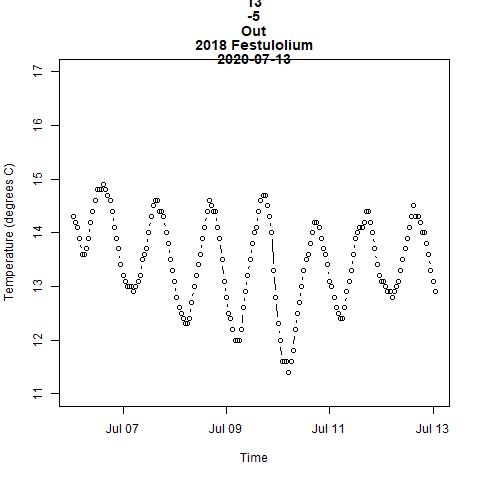 13
-5
Out
2018 Festulolium
2020-07-13
17
16
15
14
13
12
11
Temperature (degrees C)
Jul 07
Jul 09
Jul 11
Jul 13
Time